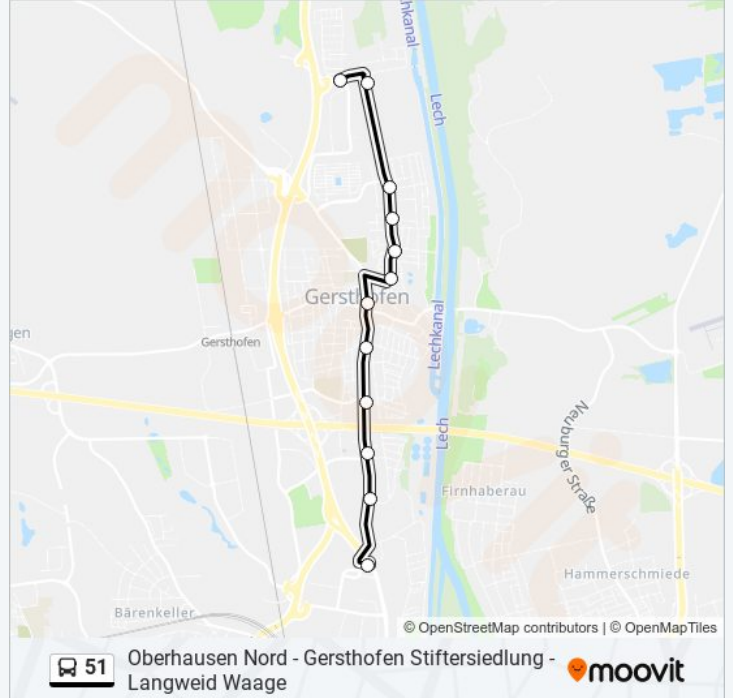 chkanal
Lech
Gersthofen
gen
Gersthofen
Lechkanal
Neuburger Straße
Lech
Firnhaberau
Hammerschmiede
Bärenkeller
© OpenStreetMap contributors | © OpenMapTiles
51
Oberhausen Nord - Gersthofen Stiftersiedlung -
Langweid Waage
moovit